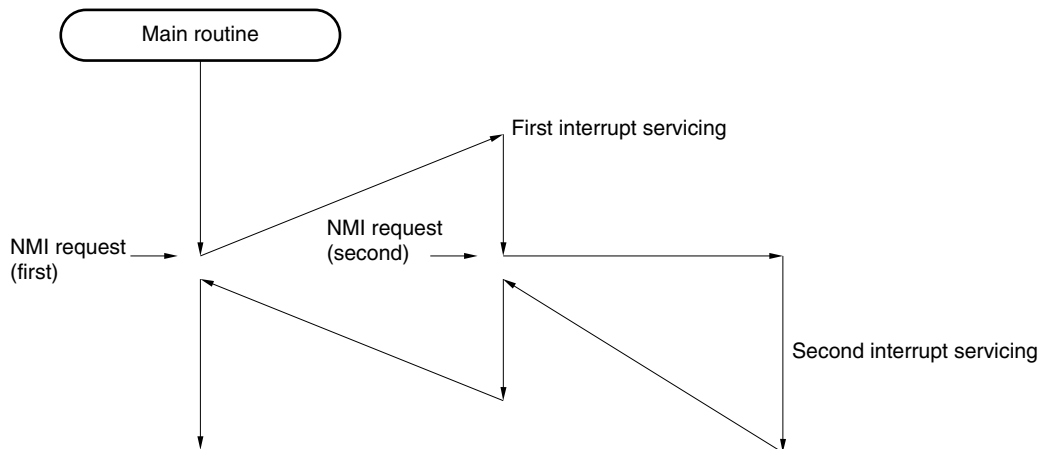 Main routine
First interrupt servicing
NMI request
(second)
NMI request
(first)
Second interrupt servicing